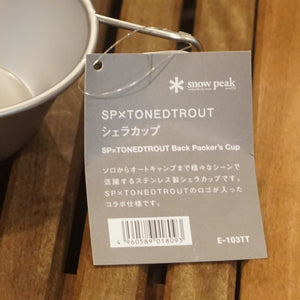 snow peak
SP×TONEDTROUT
シェラカップ
SP×TONEDTROUT Back Packer's Cup
ソロからオートキャンプまで様々なシーンで
活躍するステンレス製シェラカップです。
SP×TONEDTROUTのロゴが入った
コラボ仕様です。
4 960589 018093
E-103TT